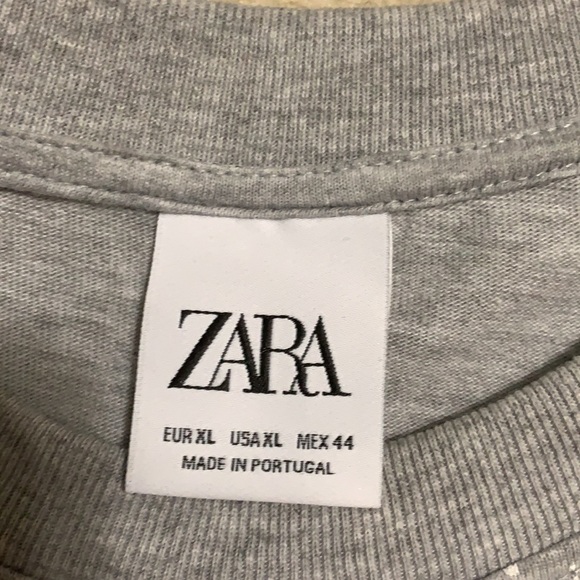 ZARA
EUR XL USA XL MEX 44
MADE IN PORTUGAL